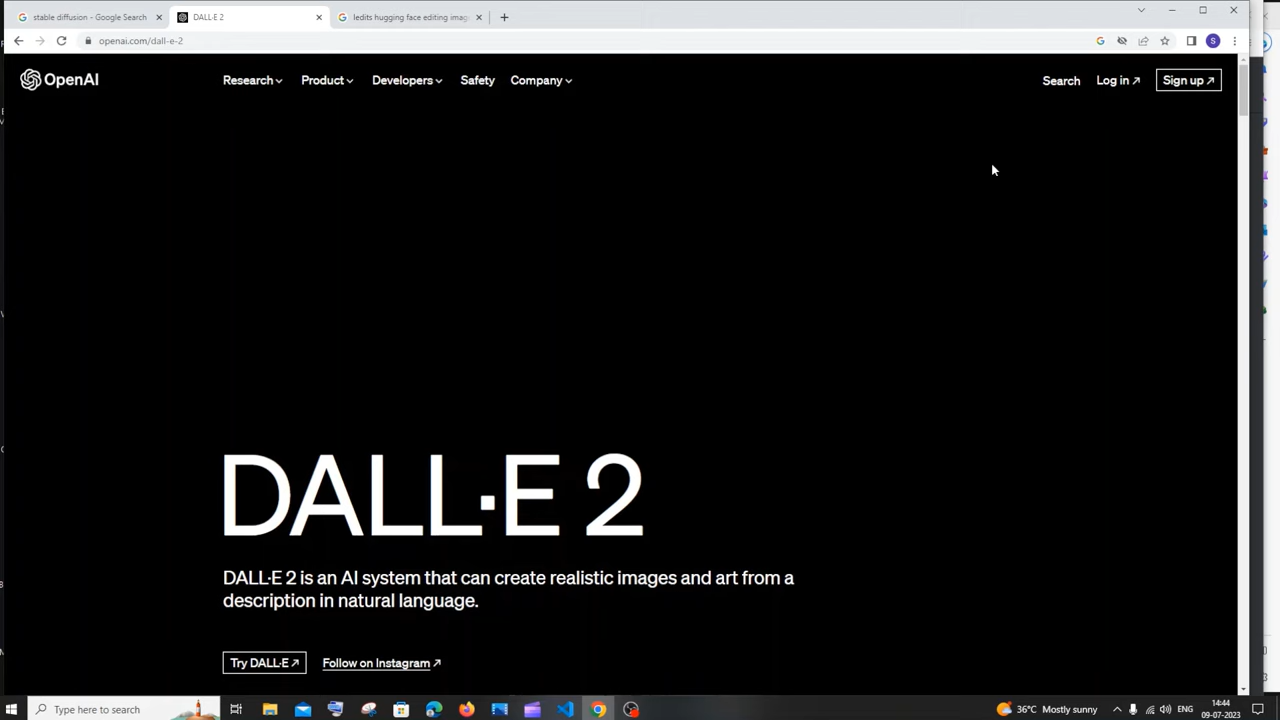 stable diffusion - Google Search
DALL·E 2
ledits hugging face editing imag
openai.com/dall-e-2
S
OpenAI
Research
Product
Developers
Safety
Company
Search
Log in ↗
Sign up ↗
DALL·E 2
DALL·E 2 is an AI system that can create realistic images and art from a
description in natural language.
Try DALL·E ↗
Follow on Instagram ↗
Type here to search
36°C Mostly sunny
ENG
14:44
09-07-2023